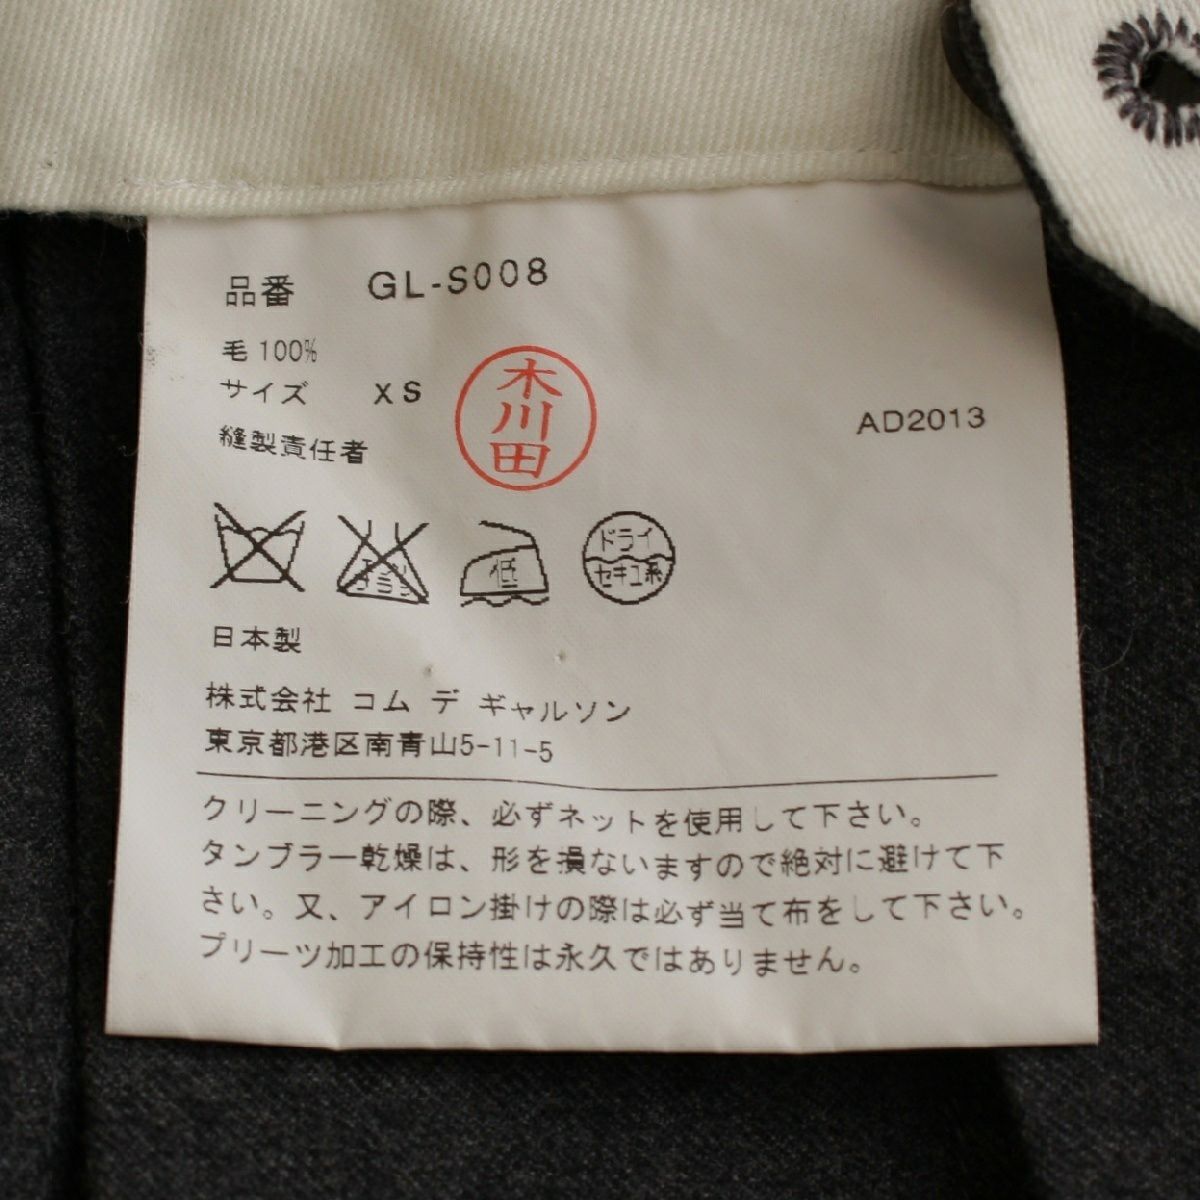 品番 GL-S008
毛 100%
サイズ XS
縫製責任者
木川田
AD2013
低
ドライ
セキユ系
日本製
株式会社 コム デ ギャルソン
東京都港区南青山5-11-5
クリーニングの際、必ずネットを使用して下さい。
タンブラー乾燥は、形を損ないますので絶対に避けて下
さい。又、アイロン掛けの際は必ず当て布をして下さい。
プリーツ加工の保持性は永久ではありません。